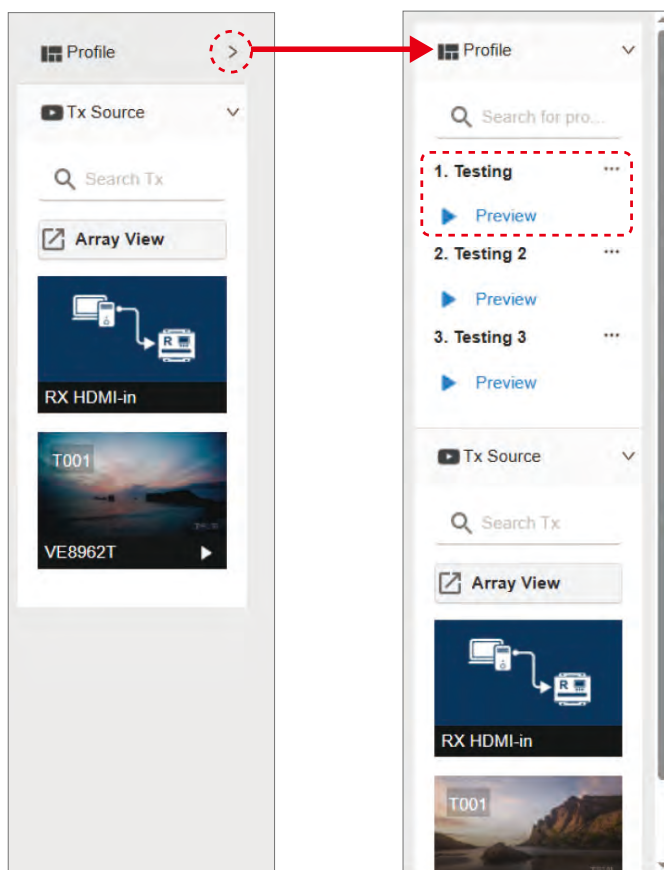 Profile
Tx Source
Search Tx
Array View
R
RX HDMI-in
T001
VE8962T
Profile
Search for pro...
1. Testing
Preview
2. Testing 2
Preview
3. Testing 3
Preview
Tx Source
Search Tx
Array View
R
RX HDMI-in
T001